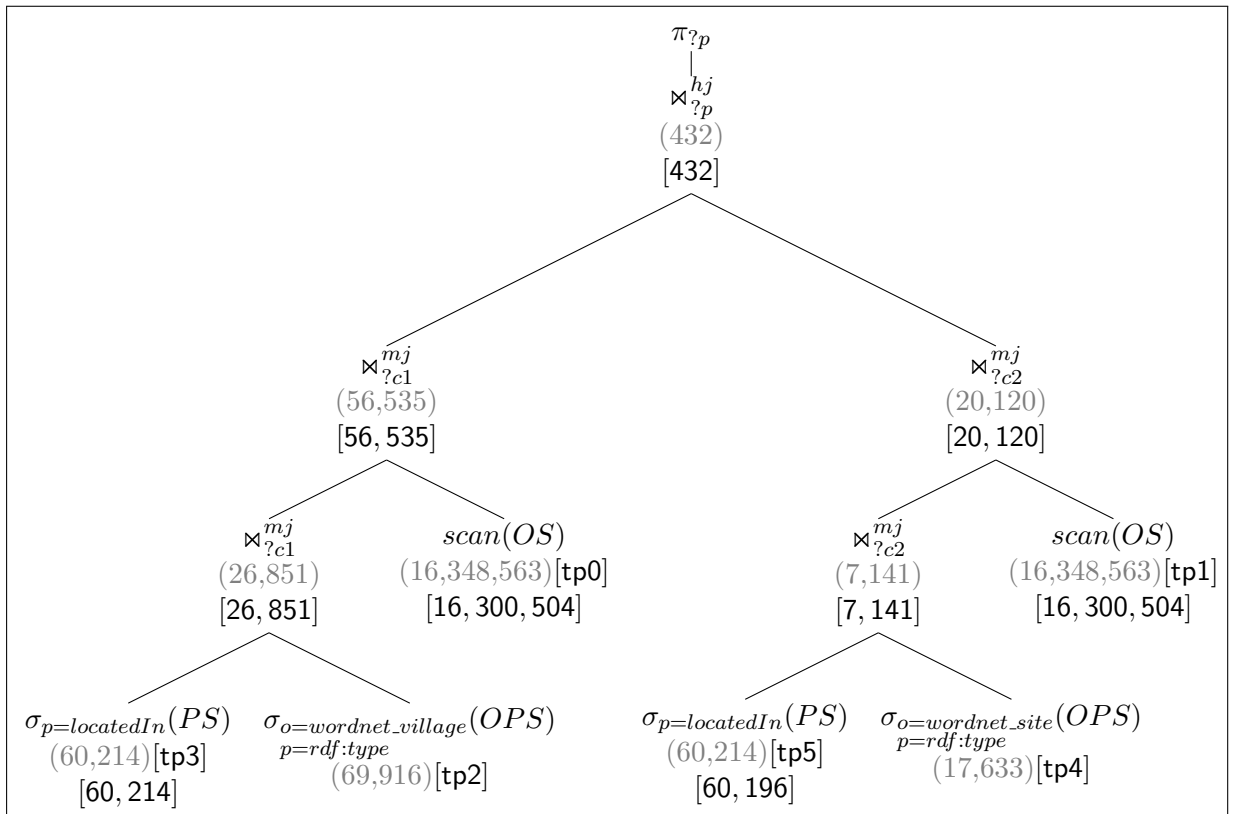 π?p
⋈hj?p
(432)
[432]
⋈mj?c1
(56,535)
[56, 535]
⋈mj?c2
(20,120)
[20, 120]
⋈mj?c1
(26,851)
[26, 851]
scan(OS)
(16,348,563)[tp0]
[16, 300, 504]
⋈mj?c2
(7,141)
[7, 141]
scan(OS)
(16,348,563)[tp1]
[16, 300, 504]
σp=locatedIn(PS)
(60,214)[tp3]
[60, 214]
σo=wordnet_village(OPS)
p=rdf:type
(69,916)[tp2]
σp=locatedIn(PS)
(60,214)[tp5]
[60, 196]
σo=wordnet_site(OPS)
p=rdf:type
(17,633)[tp4]